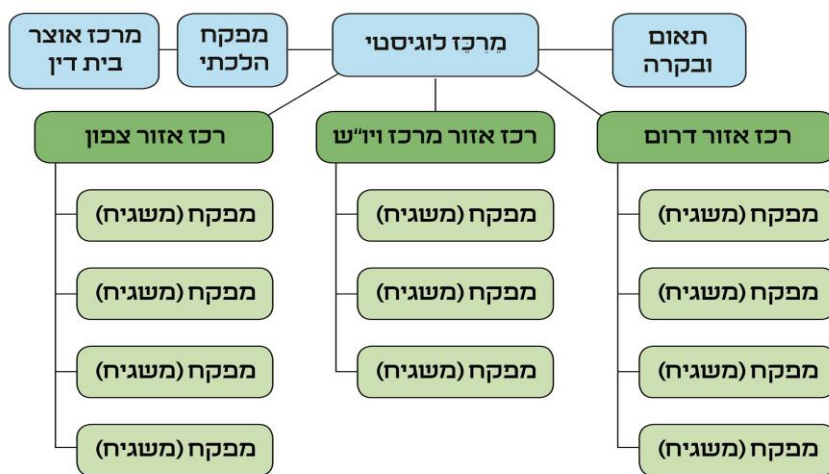 תאום
ובקרה
מְרַכֵּז לוגיסטי
מפקח
הלכתי
מרכז אוצר
בית דין
רכז אזור דרום
רכז אזור מרכז ויו"ש
רכז אזור צפון
מפקח (משגיח)
מפקח (משגיח)
מפקח (משגיח)
מפקח (משגיח)
מפקח (משגיח)
מפקח (משגיח)
מפקח (משגיח)
מפקח (משגיח)
מפקח (משגיח)
מפקח (משגיח)
מפקח (משגיח)